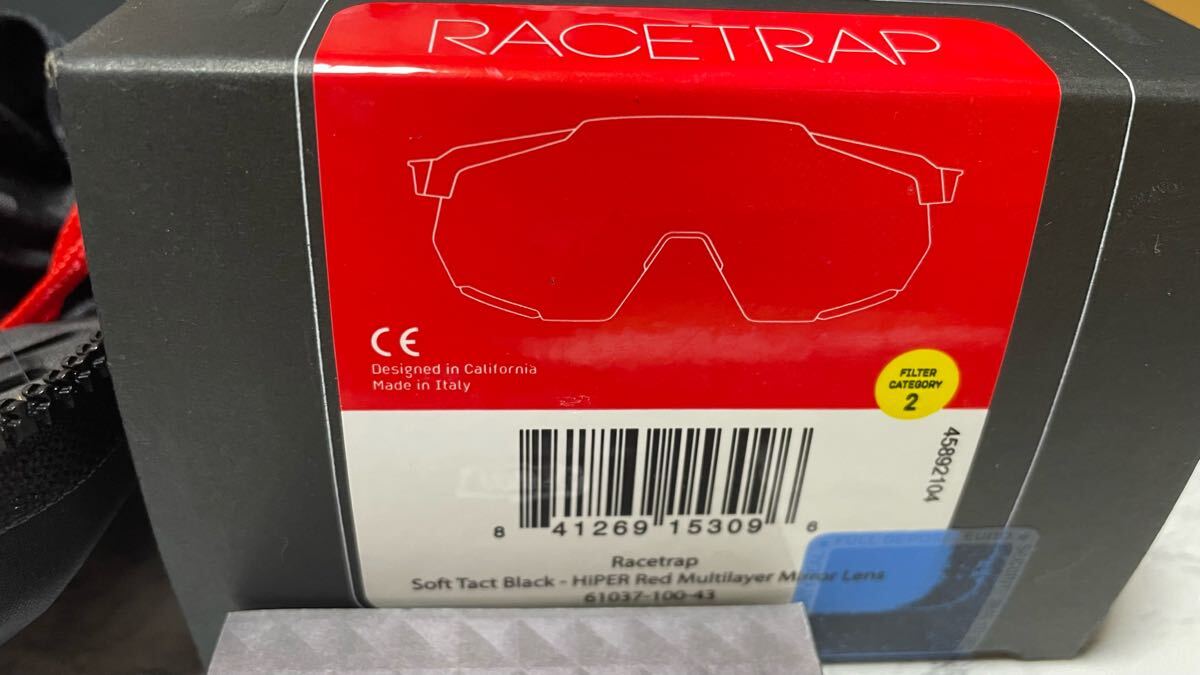 RACETRAP
CE
Designed in California
Made in Italy
FILTER
CATEGORY
2
45892104
8 41269 15309 6
Racetrap
Soft Tact Black - HiPER Red Multilayer Mirror Lens
61037-100-43